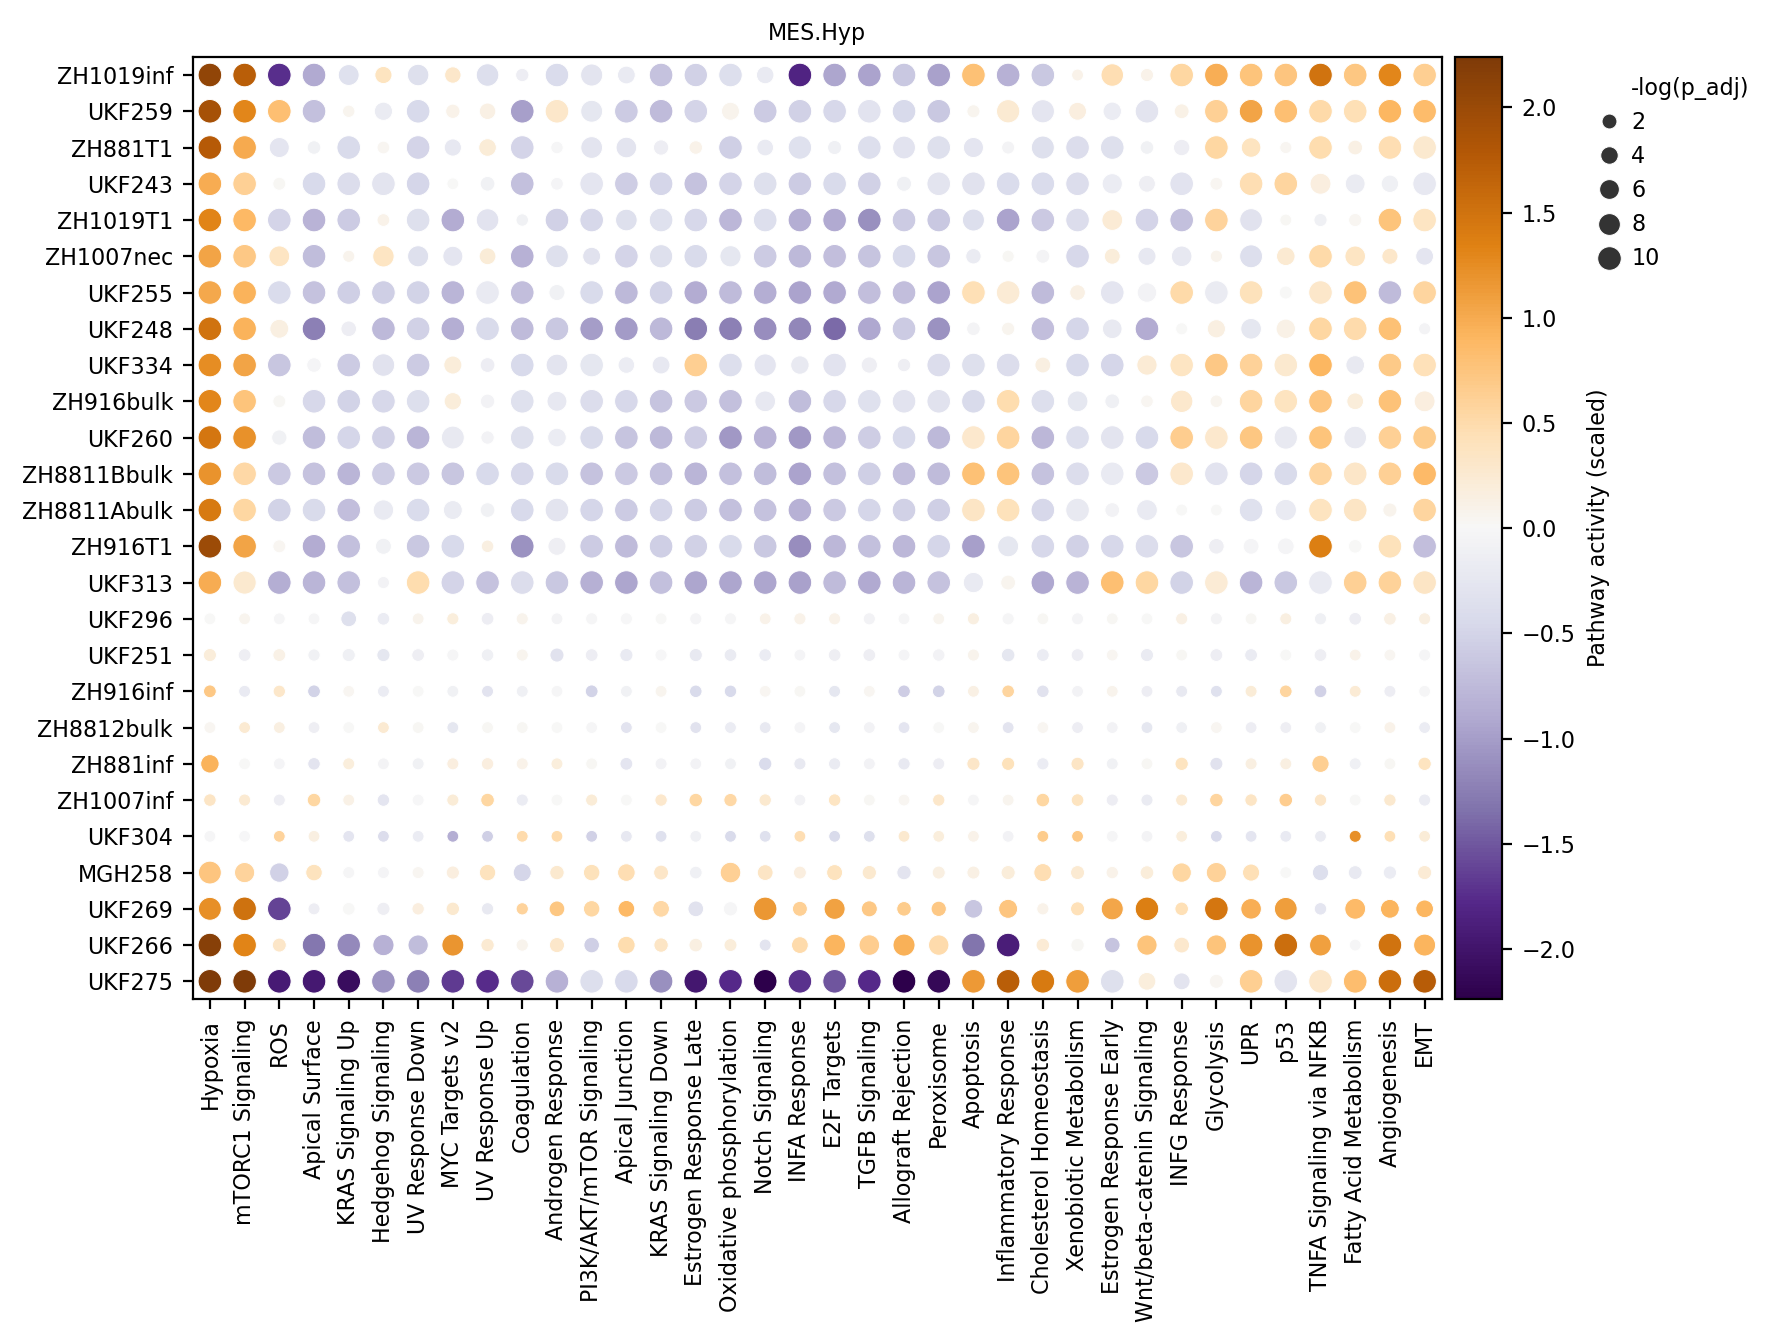 MES.Hyp
ZH1019inf
UKF259
ZH881T1
UKF243
ZH1019T1
ZH1007nec
UKF255
UKF248
UKF334
ZH916bulk
UKF260
ZH8811Bbulk
ZH8811Abulk
ZH916T1
UKF313
UKF296
UKF251
ZH916inf
ZH8812bulk
ZH881inf
ZH1007inf
UKF304
MGH258
UKF269
UKF266
UKF275
Hypoxia
mTORC1 Signaling
ROS
Apical Surface
KRAS Signaling Up
Hedgehog Signaling
UV Response Down
MYC Targets v2
UV Response Up
Coagulation
Androgen Response
PI3K/AKT/mTOR Signaling
Apical Junction
KRAS Signaling Down
Estrogen Response Late
Oxidative phosphorylation
Notch Signaling
INFA Response
E2F Targets
TGFB Signaling
Allograft Rejection
Peroxisome
Apoptosis
Inflammatory Response
Cholesterol Homeostasis
Xenobiotic Metabolism
Estrogen Response Early
Wnt/beta-catenin Signaling
INFG Response
Glycolysis
UPR
p53
TNFA Signaling via NFKB
Fatty Acid Metabolism
Angiogenesis
EMT
2.0
1.5
1.0
0.5
0.0
−0.5
−1.0
−1.5
−2.0
Pathway activity (scaled)
-log(p_adj)
2
4
6
8
10